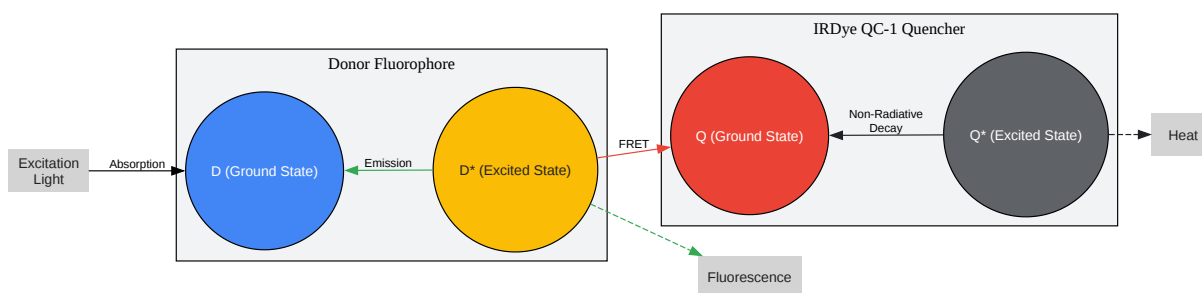 IRDye QC-1 Quencher
Donor Fluorophore
Excitation
Light
Absorption
D (Ground State)
Emission
D* (Excited State)
FRET
Q (Ground State)
Non-Radiative
Decay
Q* (Excited State)
Heat
Fluorescence